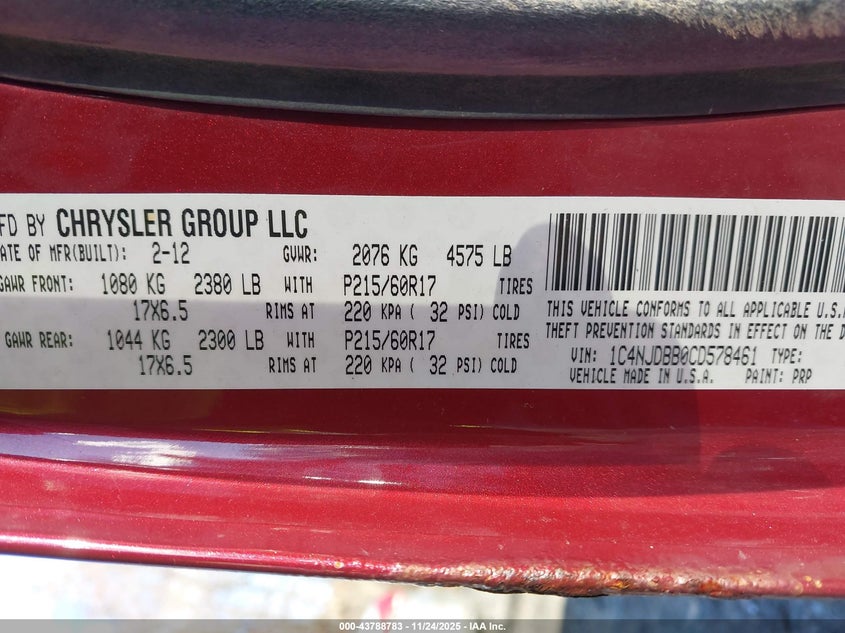 FD BY CHRYSLER GROUP LLC
ATE OF MFR(BUILT): 2-12 GVWR: 2076 KG 4575 LB
GAWR FRONT: 1080 KG 2380 LB WITH P215/60R17 TIRES
17X6.5 RIMS AT 220 KPA ( 32 PSI) COLD
GAWR REAR: 1044 KG 2300 LB WITH P215/60R17 TIRES
17X6.5 RIMS AT 220 KPA ( 32 PSI) COLD
THIS VEHICLE CONFORMS TO ALL APPLICABLE U.S.
THEFT PREVENTION STANDARDS IN EFFECT ON THE D
VIN: 1C4NJDBB0CD578461 TYPE:
VEHICLE MADE IN U.S.A. PAINT: PRP
000-43788783 — 11/24/2025 — IAA Inc.